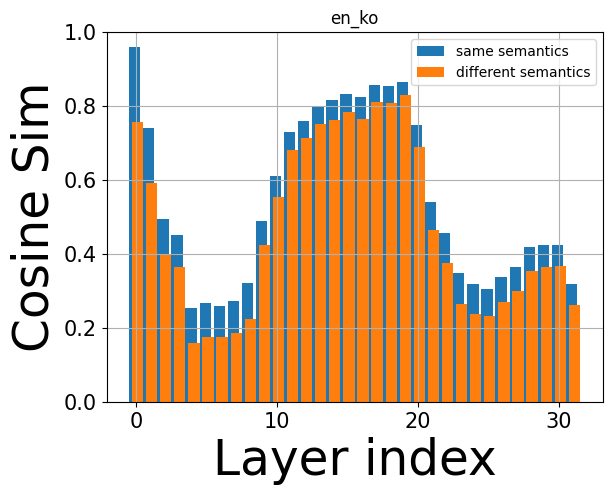 en_ko
same semantics
different semantics
Cosine Sim
1.0
0.8
0.6
0.4
0.2
0.0
0 10 20 30
Layer index